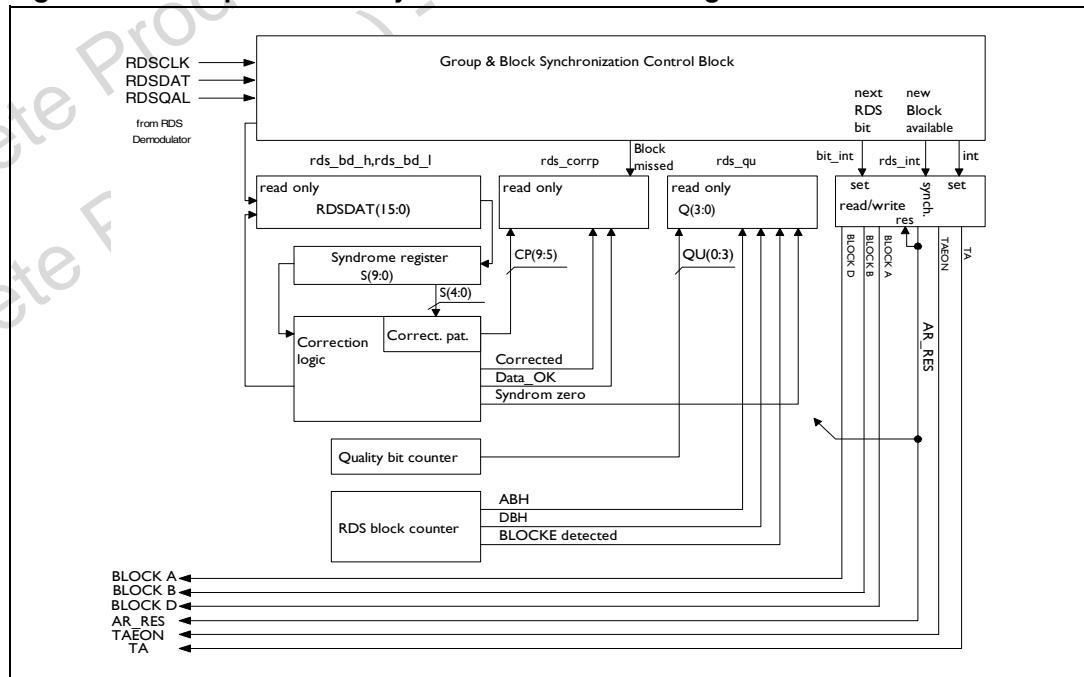 RDSCLK
RDSDAT
RDSQAL
from RDS
Demodulator
Group & Block Synchronization Control Block
next
RDS
bit
new
Block
available
Block
missed
bit_int
rds_int
int
rds_bd_h,rds_bd_l
rds_corrp
rds_qu
read only
RDSDAT(15:0)
read only
read only
Q(3:0)
set
synch.
set
read/write
res
Syndrome register
S(9:0)
S(4:0)
CP(9:5)
QU(0:3)
BLOCK D
BLOCK B
BLOCK A
TAEON
TA
AR_RES
Correction
logic
Correct. pat.
Corrected
Data_OK
Syndrom zero
Quality bit counter
RDS block counter
ABH
DBH
BLOCKE detected
BLOCK A
BLOCK B
BLOCK D
AR_RES
TAEON
TA